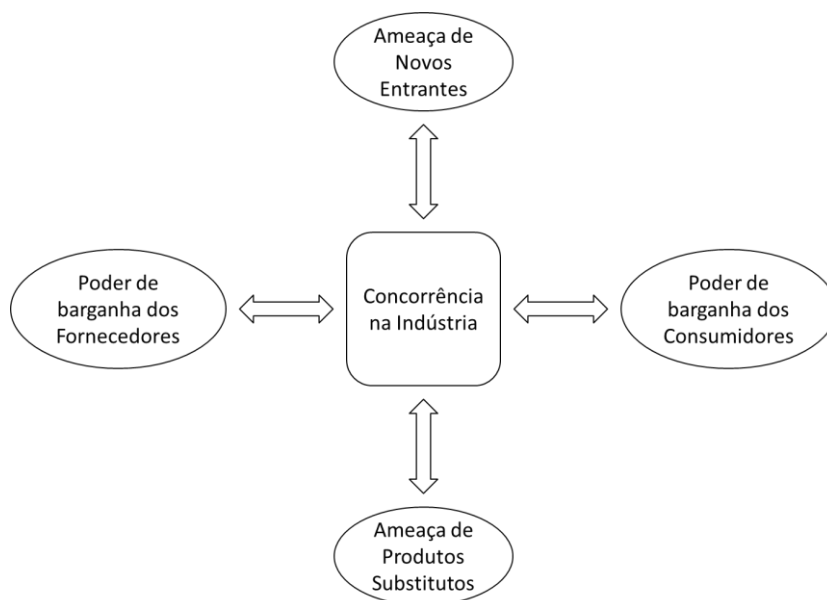 Ameaça de
Novos
Entrantes
Poder de
barganha dos
Fornecedores
Concorrência
na Indústria
Poder de
barganha dos
Consumidores
Ameaça de
Produtos
Substitutos